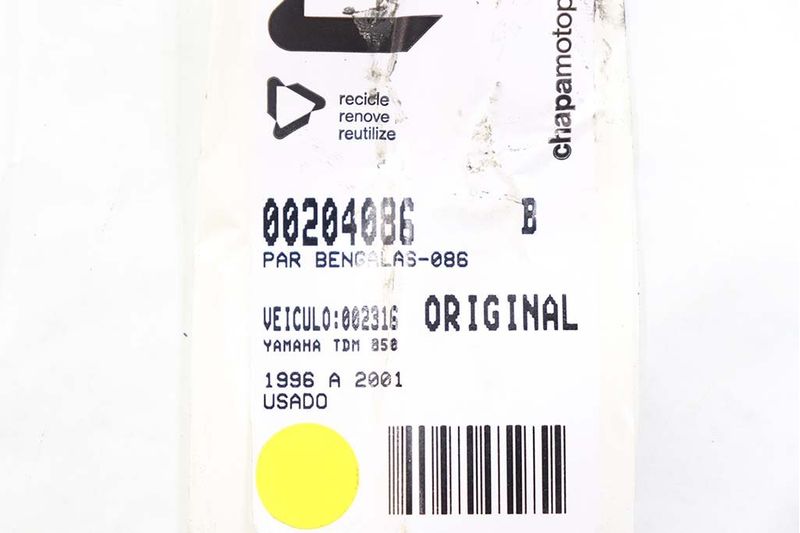 recicle
renove
reutilize
chapamotop
00204086 B
PAR BENGALAS-086
VEICULO:002316 ORIGINAL
YAMAHA TDM 850
1996 A 2001
USADO